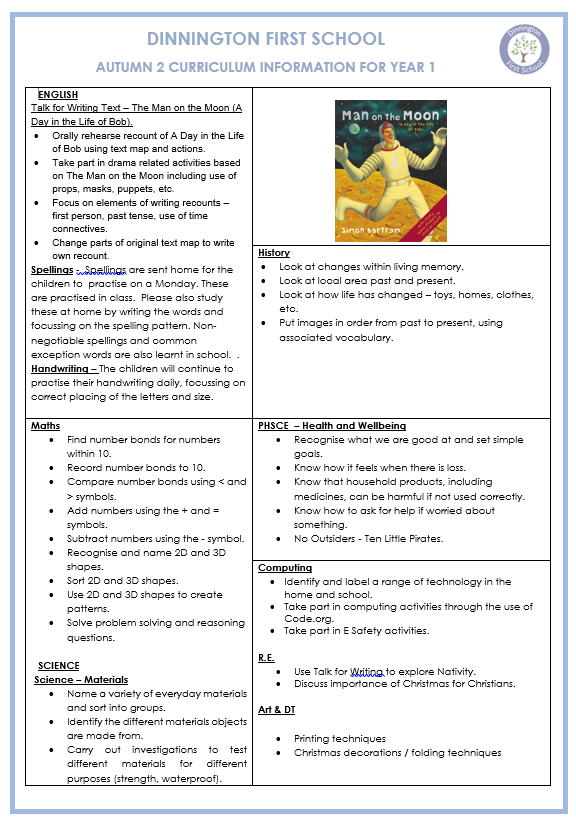 DINNINGTON FIRST SCHOOL
AUTUMN 2 CURRICULUM INFORMATION FOR YEAR 1
Dinnington
First School
ENGLISH
Talk for Writing Text – The Man on the Moon (A
Day in the Life of Bob).
• Orally rehearse recount of A Day in the Life
of Bob using text map and actions.
• Take part in drama related activities based
on The Man on the Moon including use of
props, masks, puppets, etc.
• Focus on elements of writing recounts –
first person, past tense, use of time
connectives.
• Change parts of original text map to write
own recount.
Spellings - Spellings are sent home for the
children to practise on a Monday. These
are practised in class. Please also study
these at home by writing the words and
focussing on the spelling pattern. Non-
negotiable spellings and common
exception words are also learnt in school. .
Handwriting – The children will continue to
practise their handwriting daily, focussing on
correct placing of the letters and size.
Man on the Moon
(a day in the life of Bob)
Simon Bartram
History
• Look at changes within living memory.
• Look at local area past and present.
• Look at how life has changed – toys, homes, clothes,
etc.
• Put images in order from past to present, using
associated vocabulary.
Maths
• Find number bonds for numbers
within 10.
• Record number bonds to 10.
• Compare number bonds using < and
> symbols.
• Add numbers using the + and =
symbols.
• Subtract numbers using the - symbol.
• Recognise and name 2D and 3D
shapes.
• Sort 2D and 3D shapes.
• Use 2D and 3D shapes to create
patterns.
• Solve problem solving and reasoning
questions.
SCIENCE
Science – Materials
• Name a variety of everyday materials
and sort into groups.
• Identify the different materials objects
are made from.
• Carry out investigations to test
different materials for different
purposes (strength, waterproof).
PHSCE – Health and Wellbeing
• Recognise what we are good at and set simple
goals.
• Know how it feels when there is loss.
• Know that household products, including
medicines, can be harmful if not used correctly.
• Know how to ask for help if worried about
something.
• No Outsiders - Ten Little Pirates.
Computing
• Identify and label a range of technology in the
home and school.
• Take part in computing activities through the use of
Code.org.
• Take part in E Safety activities.
R.E.
• Use Talk for Writing to explore Nativity.
• Discuss importance of Christmas for Christians.
Art & DT
• Printing techniques
• Christmas decorations / folding techniques